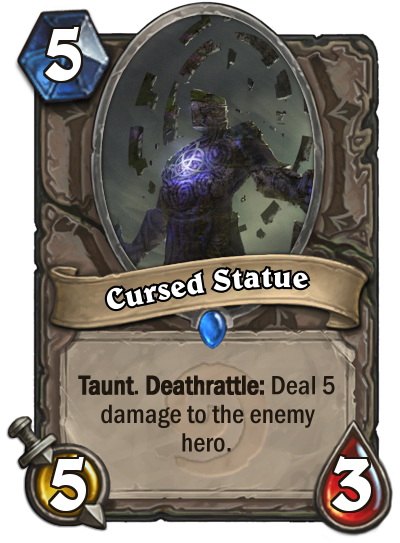 5
Cursed Statue
Taunt. Deathrattle: Deal 5
damage to the enemy
hero.
5
3